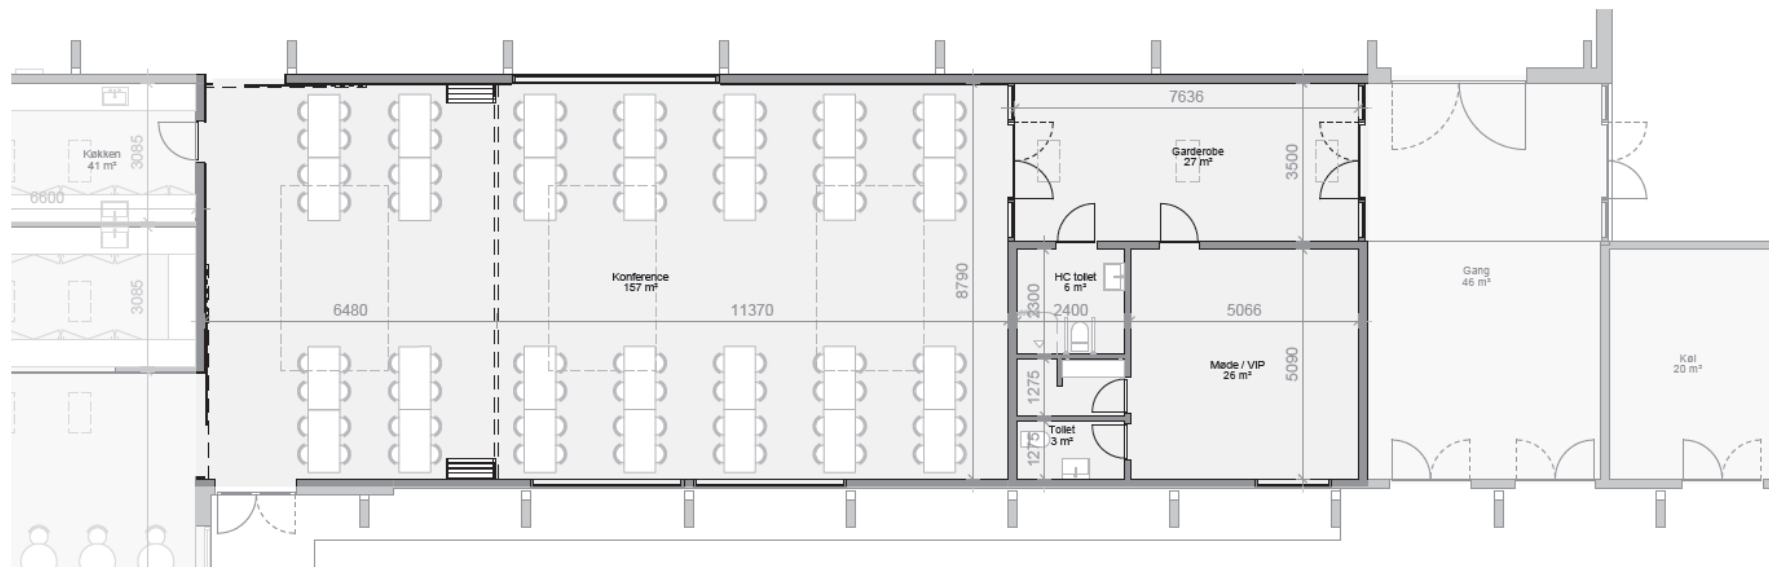 7636
Køkken
41 m²
3085
6600
Garderobe
27 m²
3500
Konference
157 m²
8790
HC toilet
6 m²
Gang
46 m²
3085
6480
11370
2300
2400
5066
Møde / VIP
26 m²
5090
Køl
20 m²
1275
Toilet
3 m²
1275